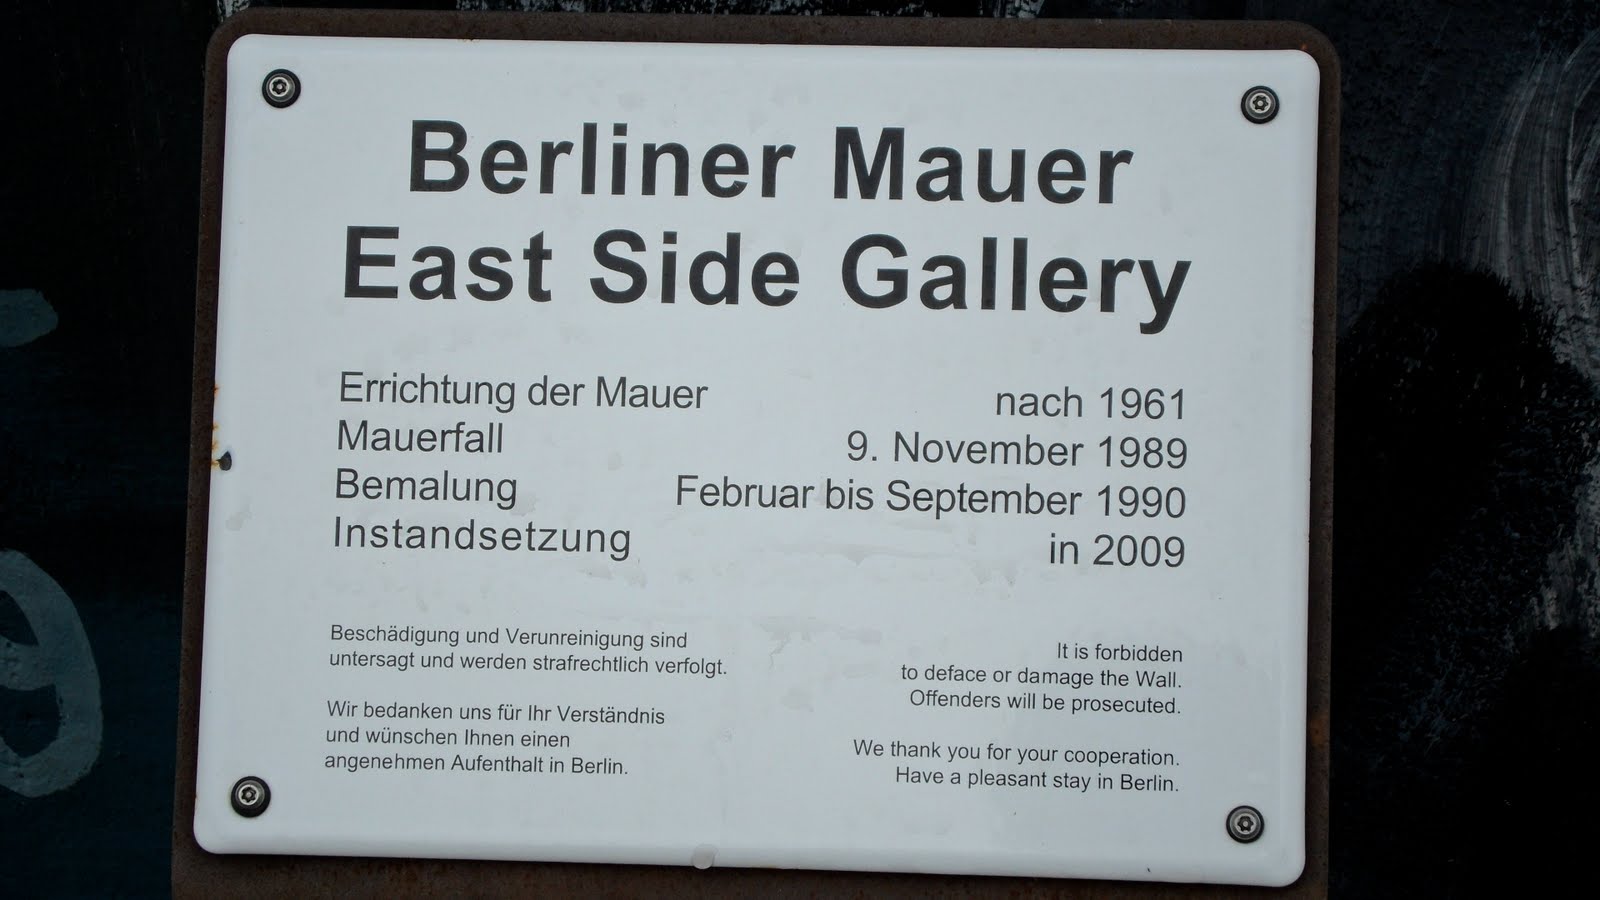 Berliner Mauer
East Side Gallery
Errichtung der Mauer nach 1961
Mauerfall 9. November 1989
Bemalung Februar bis September 1990
Instandsetzung in 2009
Beschädigung und Verunreinigung sind
untersagt und werden strafrechtlich verfolgt.
Wir bedanken uns für Ihr Verständnis
und wünschen Ihnen einen
angenehmen Aufenthalt in Berlin.
It is forbidden
to deface or damage the Wall.
Offenders will be prosecuted.
We thank you for your cooperation.
Have a pleasant stay in Berlin.